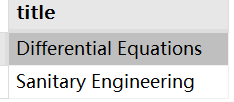 title
Differential Equations
Sanitary Engineering